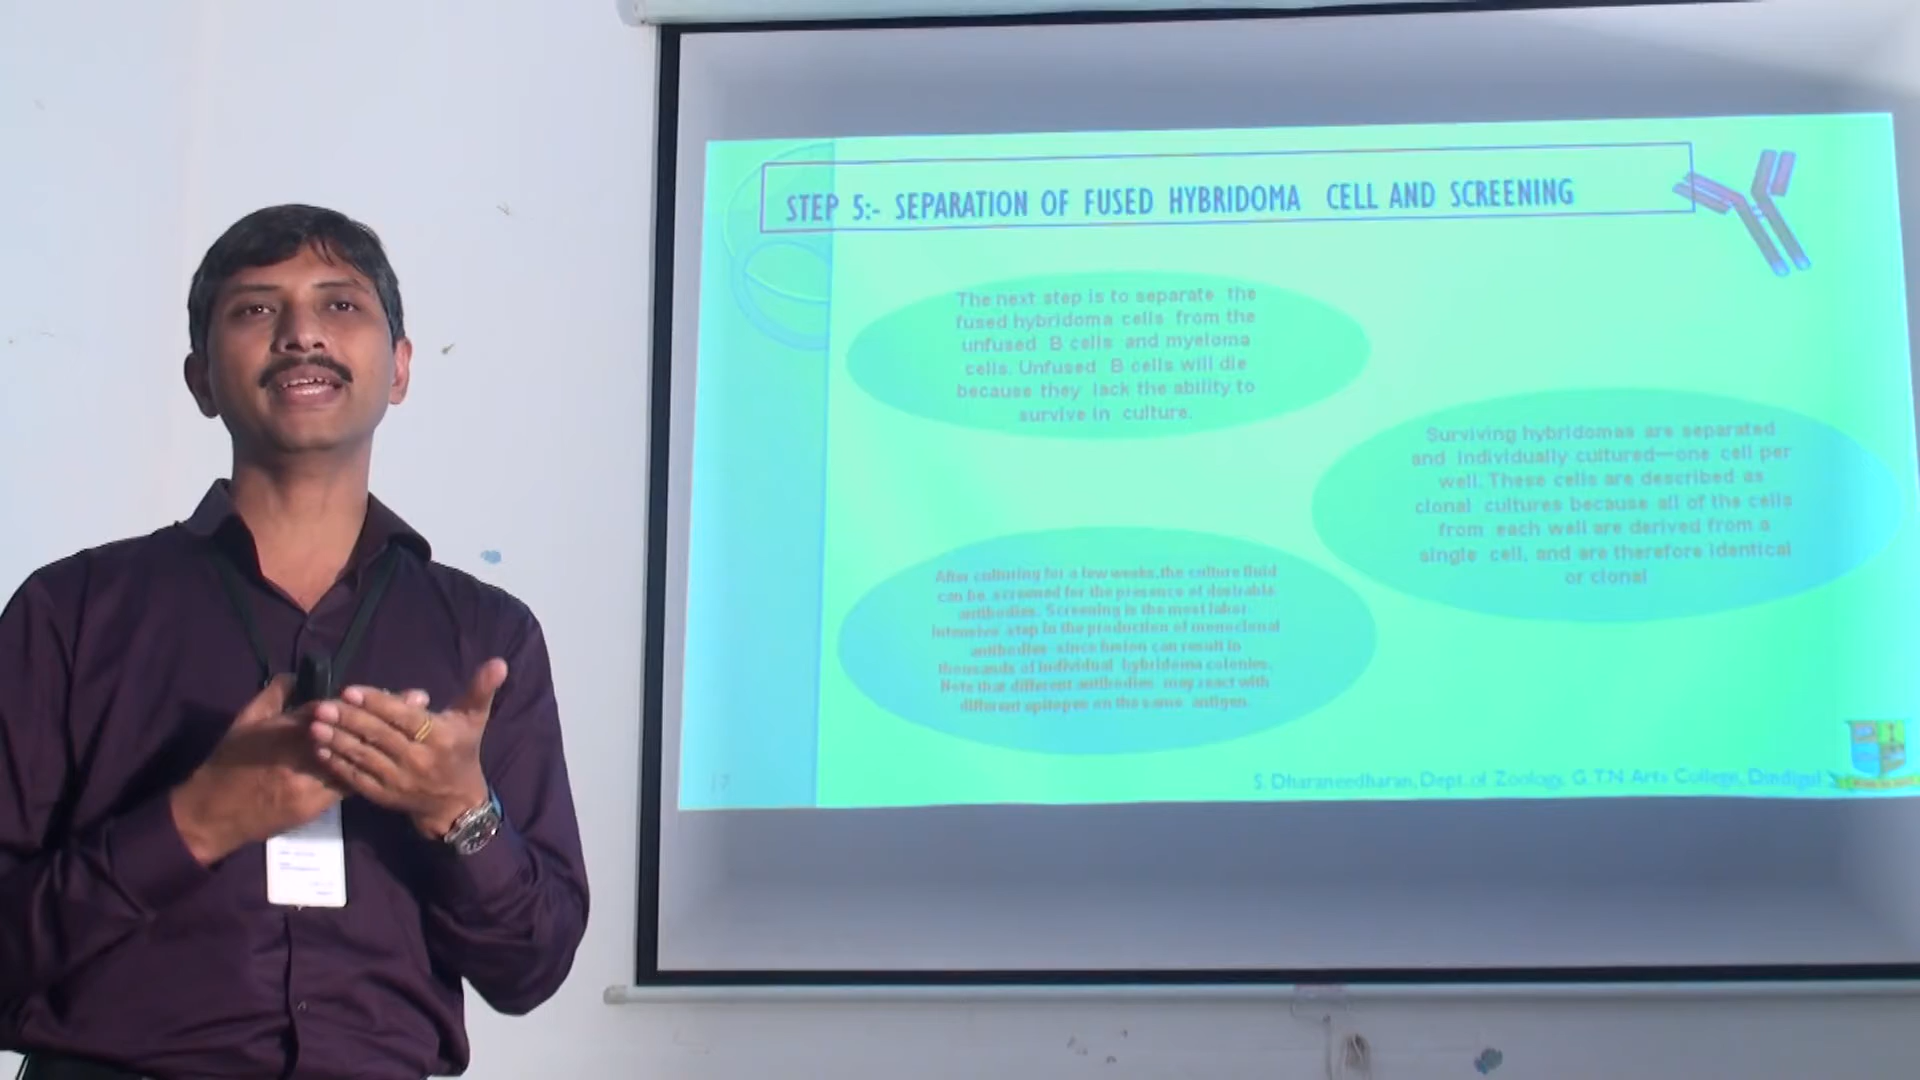 STEP 5:- SEPARATION OF FUSED HYBRIDOMA CELL AND SCREENING
The next step is to separate the
fused hybridoma cells from the
unfused B cells and myeloma
cells. Unfused B cells will die
because they lack the ability to
survive in culture.
Surviving hybridomas are separated
and individually cultured—one cell per
well. These cells are described as
clonal cultures because all of the cells
from each well are derived from a
single cell, and are therefore identical
or clonal
After culturing for a few weeks,the culture fluid
can be screened for the presence of desirable
antibodies. Screening is the most labor
intensive step in the production of monoclonal
antibodies since fusion can result in
thousands of individual hybridoma colonies.
Note that different antibodies may react with
different epitopes on the same antigen.
17
S. Dharaneedharan, Dept. of Zoology. G.T.N Arts College, Dindigul